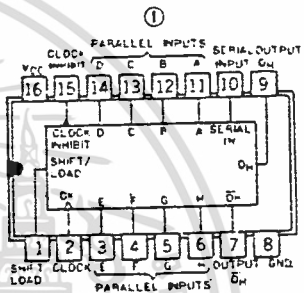 ①
PARALLEL INPUTS
CLOCK INHIBIT D C B A SERIAL INPUT OUTPUT QH
VCC
16 15 14 13 12 11 10 9
CLOCK INHIBIT D C B A SERIAL IN
SHIFT/LOAD
QH
CK E F G H Q̅H
1 2 3 4 5 6 7 8
SHIFT LOAD CLOCK E F G H OUTPUT Q̅H GND
PARALLEL INPUTS